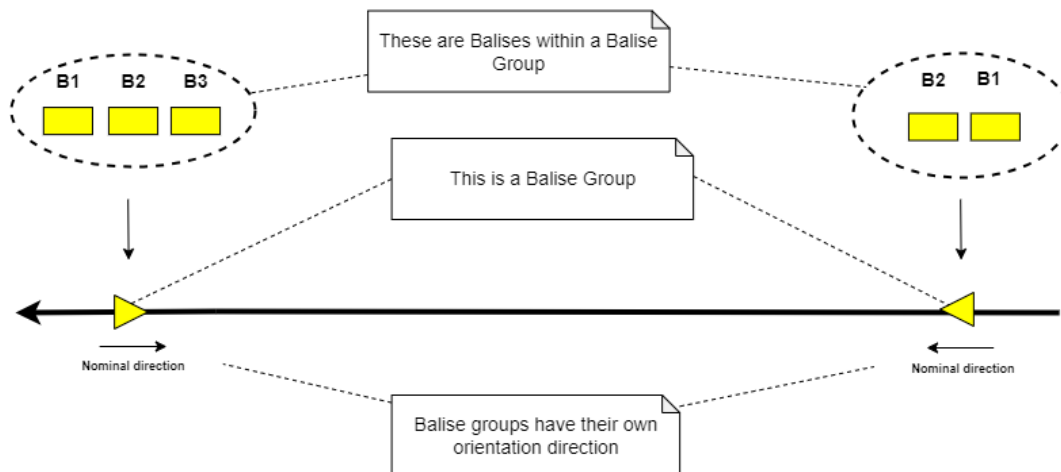 These are Balises within a Balise
Group
B1 B2 B3
B2 B1
This is a Balise Group
Nominal direction
Nominal direction
Balise groups have their own
orientation direction